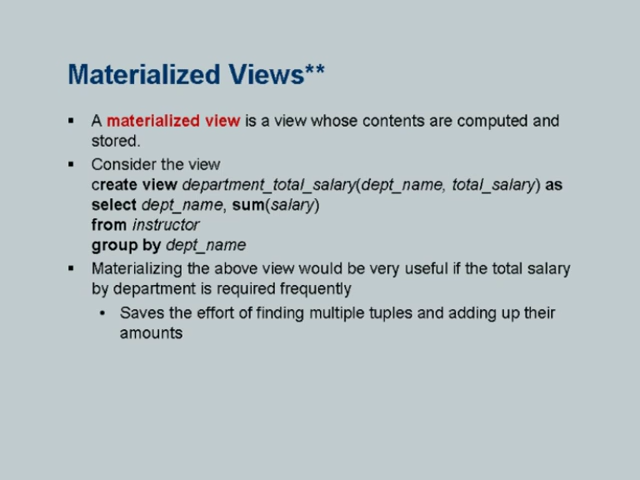 Materialized Views**
▪ A materialized view is a view whose contents are computed and
stored.
▪ Consider the view
create view department_total_salary(dept_name, total_salary) as
select dept_name, sum(salary)
from instructor
group by dept_name
▪ Materializing the above view would be very useful if the total salary
by department is required frequently
• Saves the effort of finding multiple tuples and adding up their
amounts